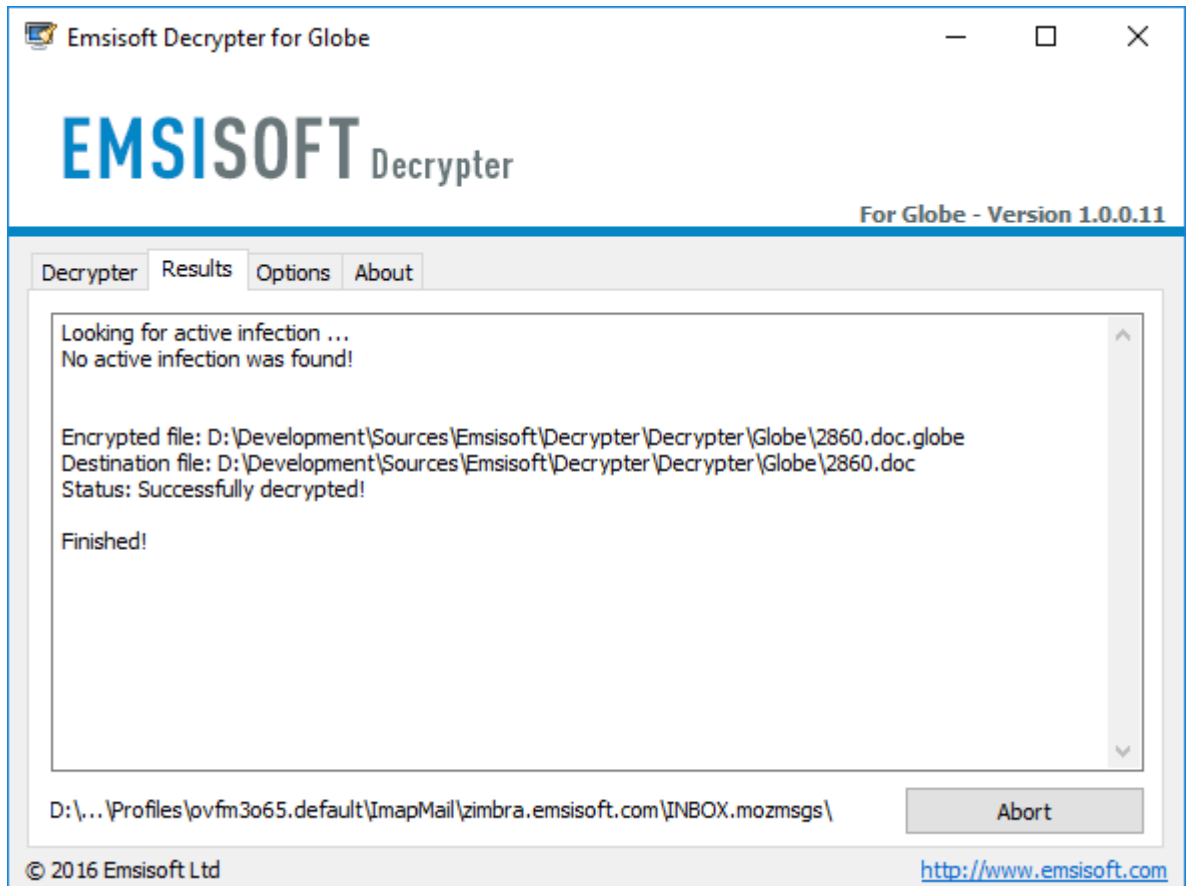 Emsisoft Decrypter for Globe
EMSISOFT Decrypter
For Globe - Version 1.0.0.11
Decrypter Results Options About
Looking for active infection ...
No active infection was found!
Encrypted file: D:\Development\Sources\Emsisoft\Decrypter\Decrypter\Globe\2860.doc.globe
Destination file: D:\Development\Sources\Emsisoft\Decrypter\Decrypter\Globe\2860.doc
Status: Successfully decrypted!
Finished!
D:\...\Profiles\ovfm3o65.default\ImapMail\zimbra.emsisoft.com\INBOX.mozmsgs\ Abort
© 2016 Emsisoft Ltd http://www.emsisoft.com